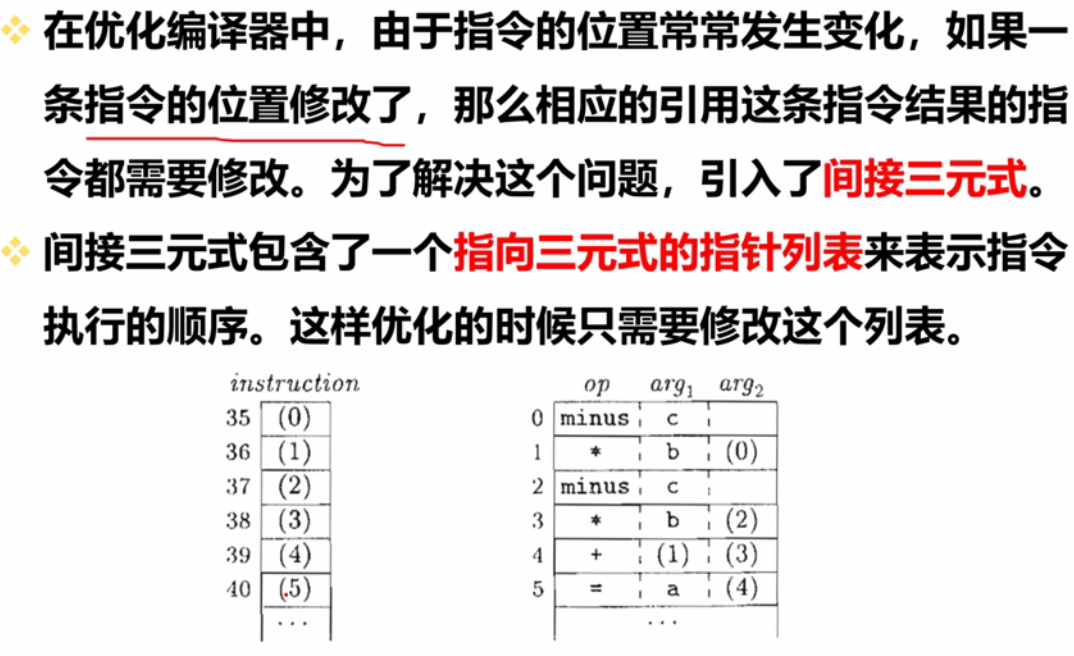 在优化编译器中，由于指令的位置常常发生变化，如果一
条指令的位置修改了，那么相应的引用这条指令结果的指
令都需要修改。为了解决这个问题，引入了间接三元式。
间接三元式包含了一个指向三元式的指针列表来表示指令
执行的顺序。这样优化的时候只需要修改这个列表。
instruction op arg₁ arg₂
35 (0) 0 minus c
36 (1) 1 * b (0)
37 (2) 2 minus c
38 (3) 3 * b (2)
39 (4) 4 + (1) (3)
40 (5) 5 = a (4)
... ...